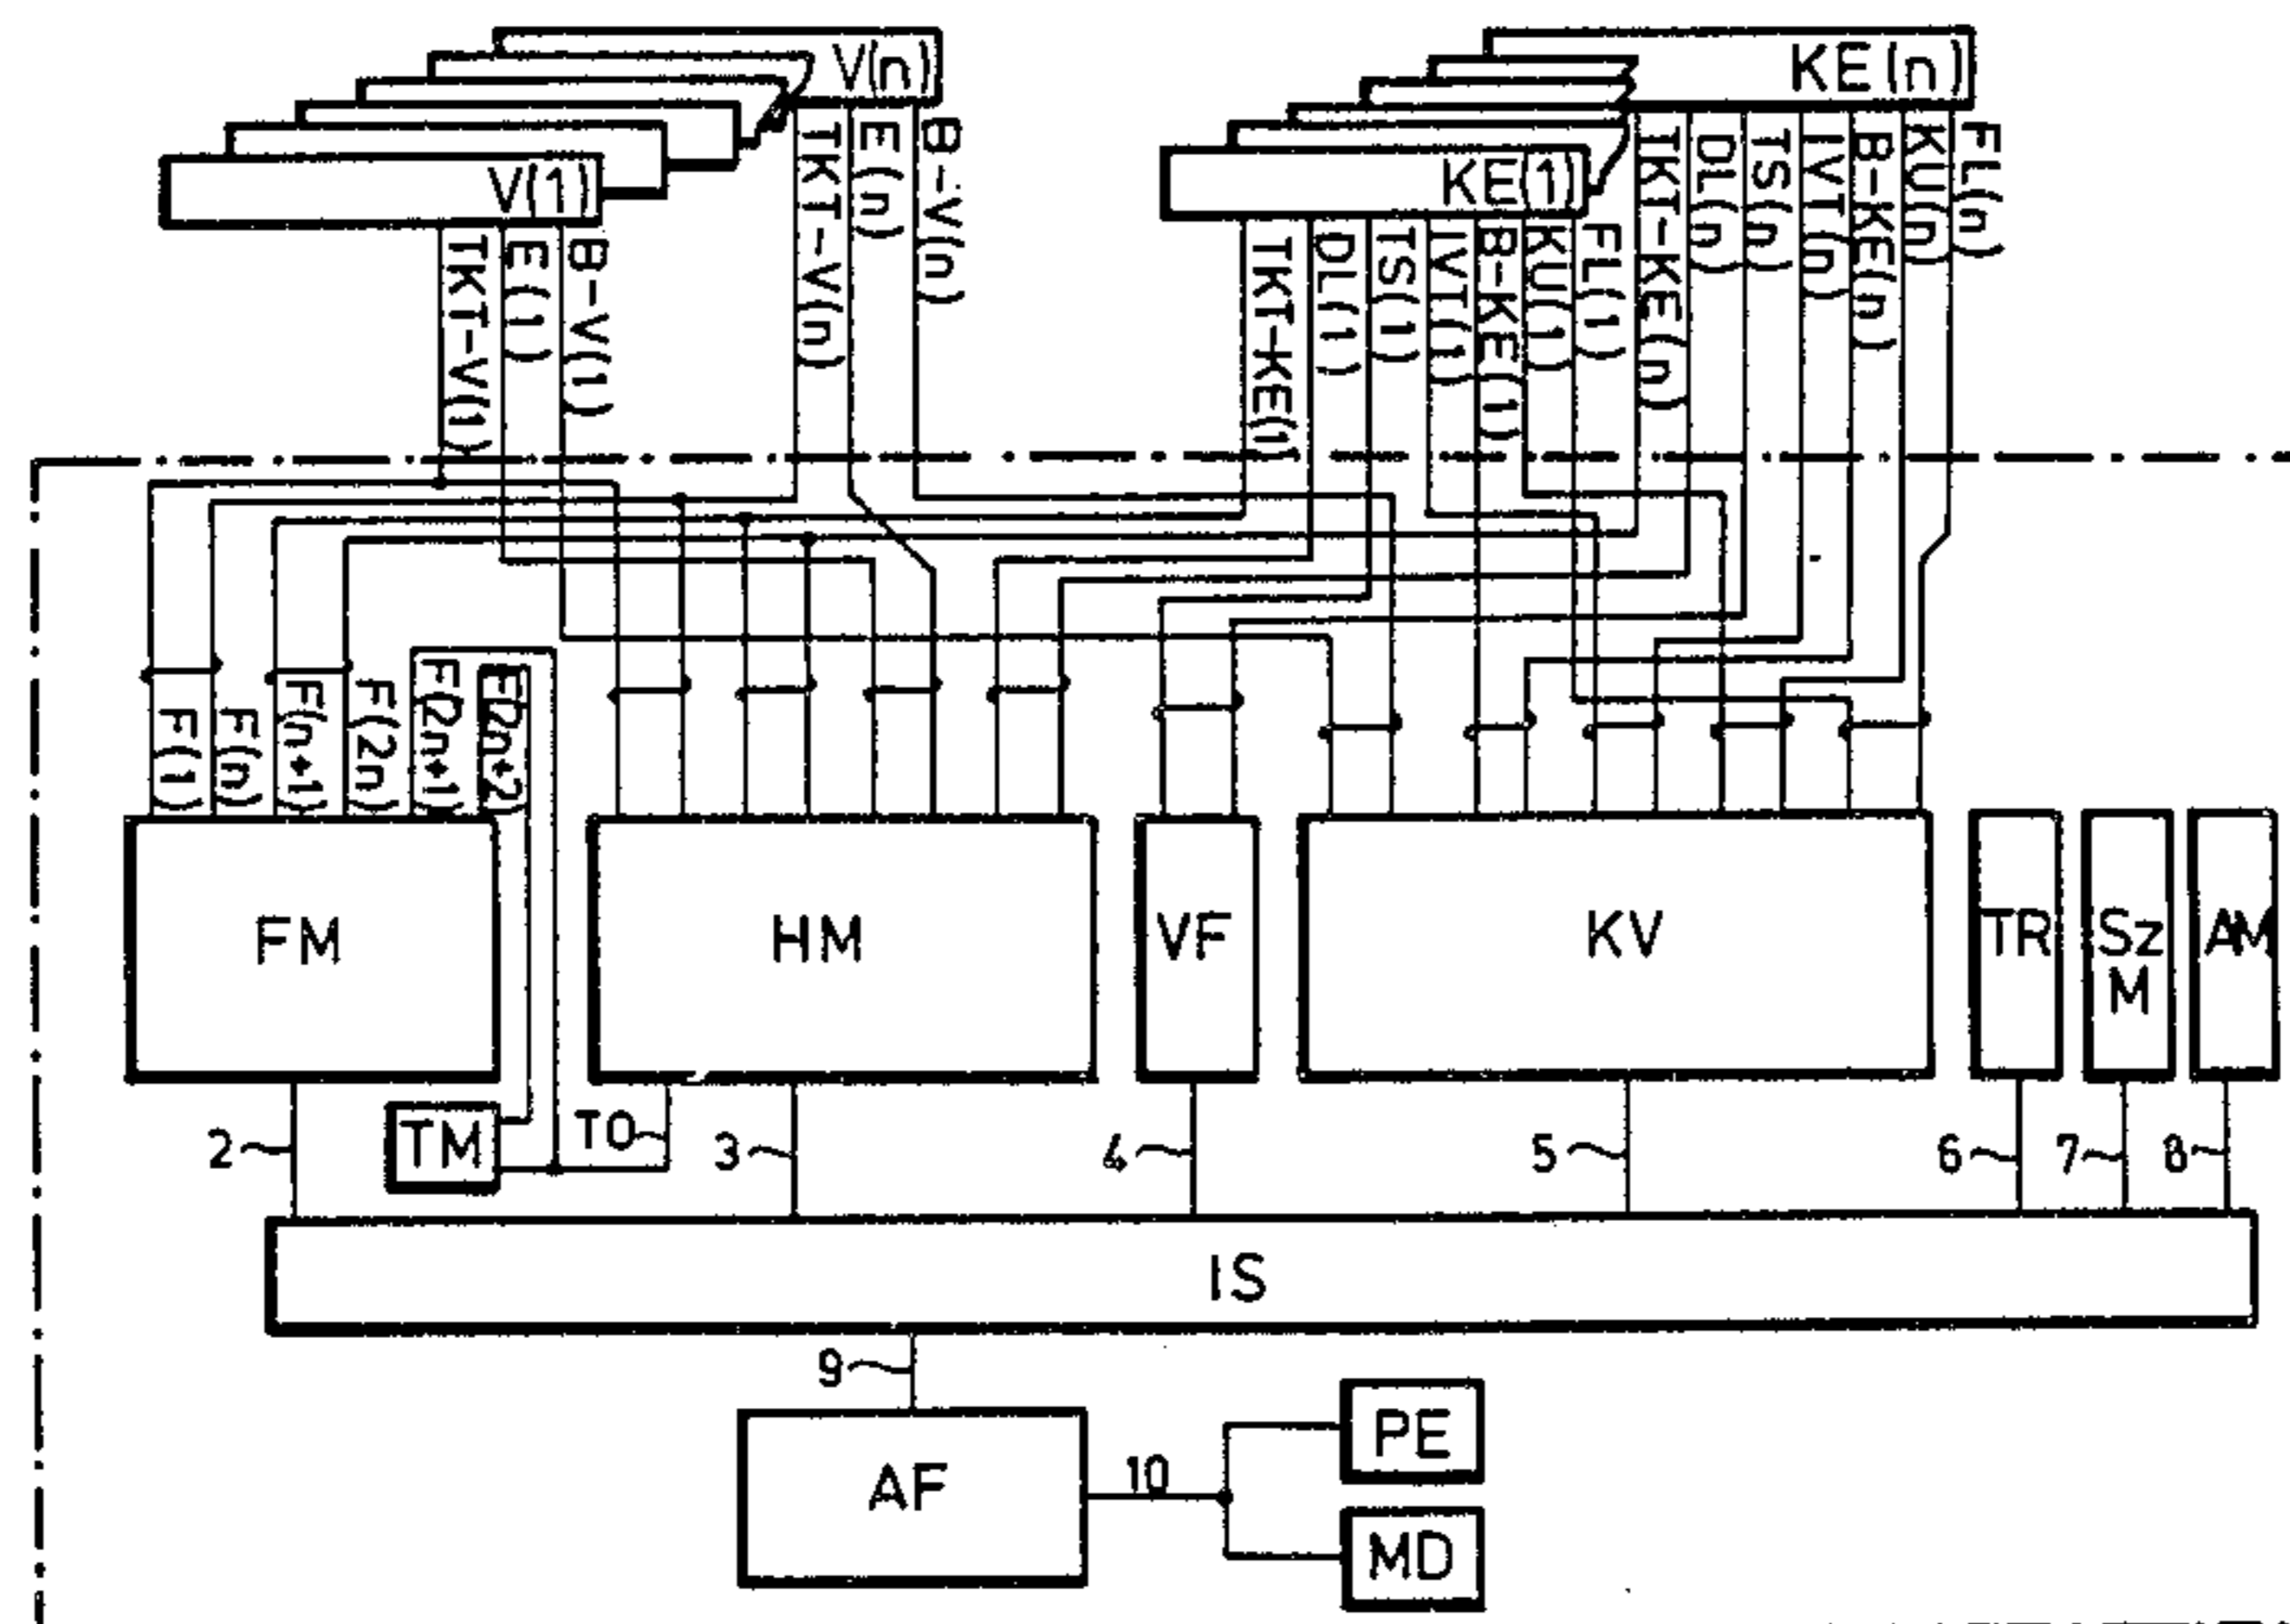 V(n)
V(1)
KE(n)
KE(1)
TKT-V(1)
E(1)
B-V(1)
TKT-V(n)
E(n)
B-V(n)
TKT-KE(1)
DL(1)
TS(1)
IVT(1)
B-KE(1)
KU(1)
FL(1)
TKT-KE(n)
DL(n)
TS(n)
IVT(n)
B-KE(n)
KU(n)
FL(n)
F(1)
F(n)
F(n+1)
F(2n)
F(2n+1)
F(2n+2)
FM
HM
VF
KV
TR
Sz
M
AM
TM
TO
2
3
4
5
6
7
8
IS
9
AF
10
PE
MD